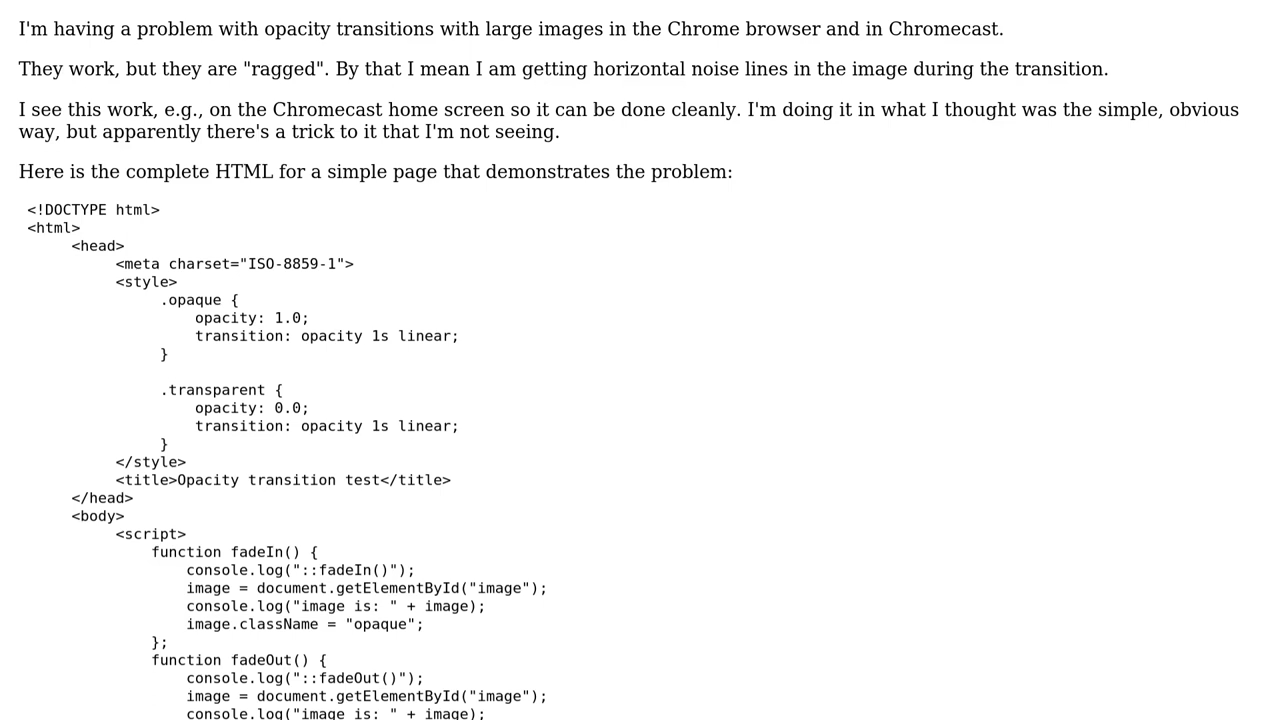 I'm having a problem with opacity transitions with large images in the Chrome browser and in Chromecast.
They work, but they are "ragged". By that I mean I am getting horizontal noise lines in the image during the transition.
I see this work, e.g., on the Chromecast home screen so it can be done cleanly. I'm doing it in what I thought was the simple, obvious
way, but apparently there's a trick to it that I'm not seeing.
Here is the complete HTML for a simple page that demonstrates the problem:
<!DOCTYPE html>
<html>
<head>
<meta charset="ISO-8859-1">
<style>
.opaque {
opacity: 1.0;
transition: opacity 1s linear;
}
.transparent {
opacity: 0.0;
transition: opacity 1s linear;
}
</style>
<title>Opacity transition test</title>
</head>
<body>
<script>
function fadeIn() {
console.log("::fadeIn()");
image = document.getElementById("image");
console.log("image is: " + image);
image.className = "opaque";
};
function fadeOut() {
console.log("::fadeOut()");
image = document.getElementById("image");
console.log("image is: " + image);